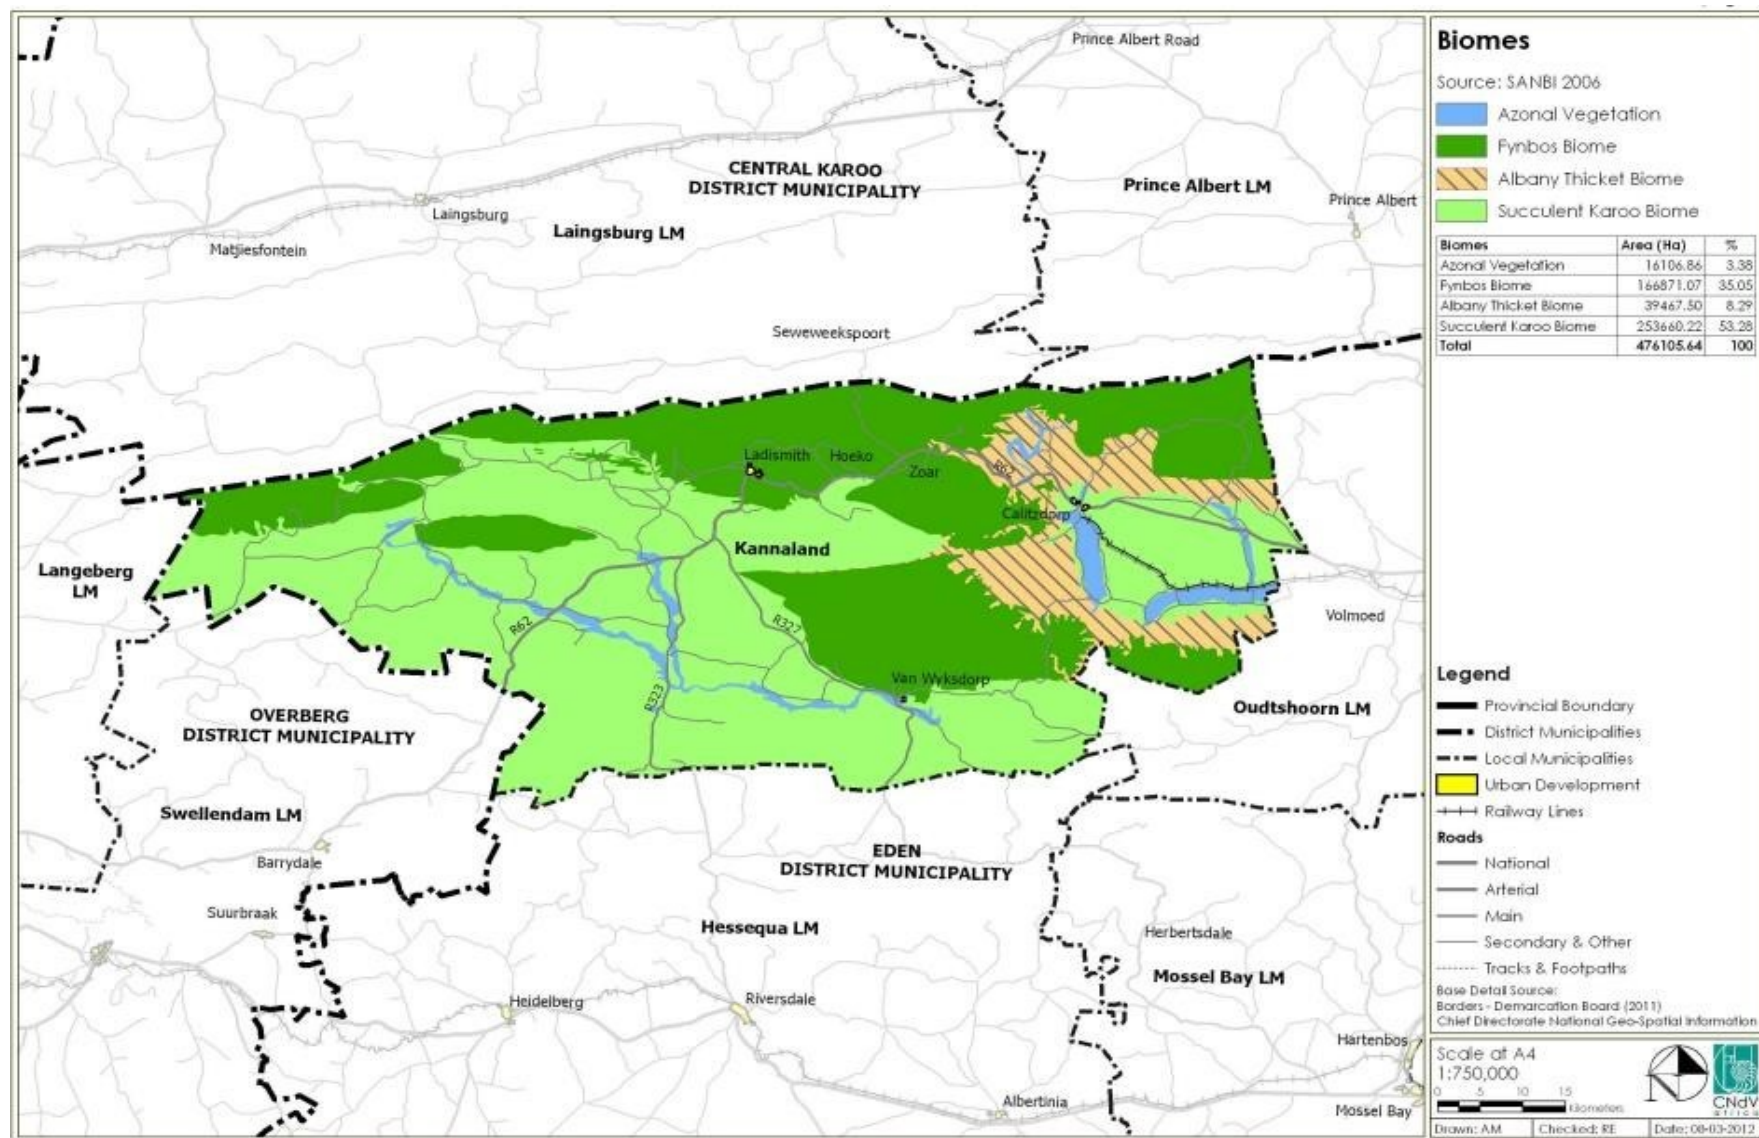 Prince Albert Road
CENTRAL KAROO
DISTRICT MUNICIPALITY
Prince Albert LM
Prince Albert
Laingsburg
Laingsburg LM
Matjiesfontein
Seweweekspoort
Ladismith
Hoeko
Zoar
R62
Calitzdorp
Kannaland
Langeberg
LM
Volmoed
R62
R327
R323
Van Wyksdorp
Oudtshoorn LM
OVERBERG
DISTRICT MUNICIPALITY
Swellendam LM
Barrydale
EDEN
DISTRICT MUNICIPALITY
Suurbraak
Hessequa LM
Herbertsdale
Mossel Bay LM
Heidelberg
Riversdale
Hartenbos
Albertinia
Mossel Bay
Biomes
Source: SANBI 2006
Azonal Vegetation
Fynbos Biome
Albany Thicket Biome
Succulent Karoo Biome
Biomes Area (Ha) %
Azonal Vegetation 16106.86 3.38
Fynbos Biome 166871.07 35.05
Albany Thicket Biome 39467.50 8.29
Succulent Karoo Biome 253660.22 53.28
Total 476105.64 100
Legend
Provincial Boundary
District Municipalities
Local Municipalities
Urban Development
Railway Lines
Roads
National
Arterial
Main
Secondary & Other
Tracks & Footpaths
Base Detail Source:
Borders - Demarcation Board (2011)
Chief Directorate National Geo-Spatial Information
Scale at A4
1:750,000
0 5 10 15
Kilometers
N
CNdV
africa
Drawn: AM Checked: RE Date: 08-03-2012